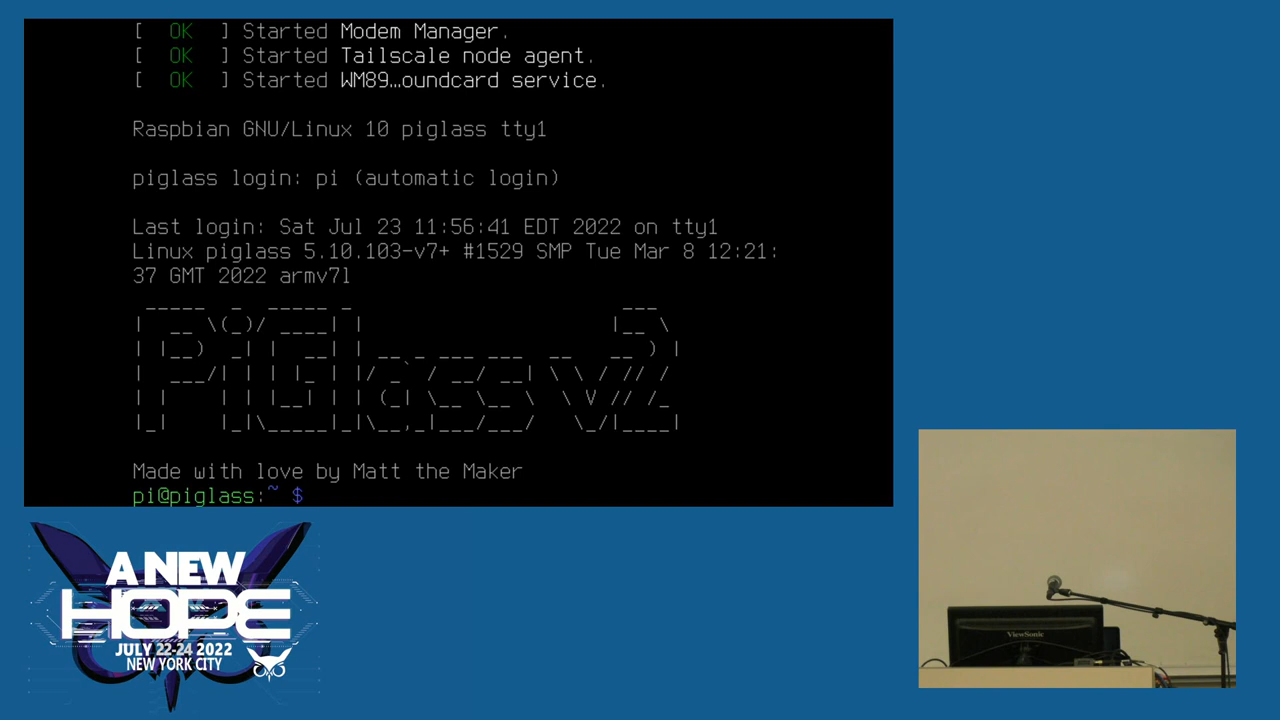 [  OK  ] Started Modem Manager.
[  OK  ] Started Tailscale node agent.
[  OK  ] Started WM89…oundcard service.
Raspbian GNU/Linux 10 piglass tty1
piglass login: pi (automatic login)
Last login: Sat Jul 23 11:56:41 EDT 2022 on tty1
Linux piglass 5.10.103-v7+ #1529 SMP Tue Mar 8 12:21:
37 GMT 2022 armv7l
PiGlass v2
Made with love by Matt the Maker
pi@piglass:~ $
A NEW
HOPE
JULY 22-24 2022
NEW YORK CITY
ViewSonic